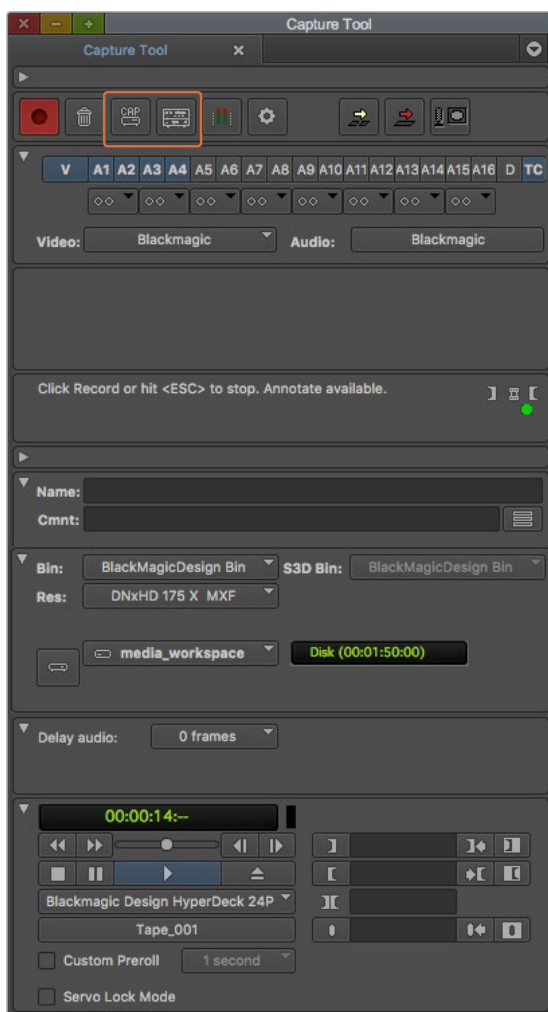 Capture Tool
Capture Tool
CAP
V A1 A2 A3 A4 A5 A6 A7 A8 A9 A10 A11 A12 A13 A14 A15 A16 D TC
Video: Blackmagic Audio: Blackmagic
Click Record or hit <ESC> to stop. Annotate available.
Name:
Cmnt:
Bin: BlackMagicDesign Bin S3D Bin: BlackMagicDesign Bin
Res: DNxHD 175 X MXF
media_workspace Disk (00:01:50:00)
Delay audio: 0 frames
00:00:14:--
Blackmagic Design HyperDeck 24P
Tape_001
Custom Preroll 1 second
Servo Lock Mode